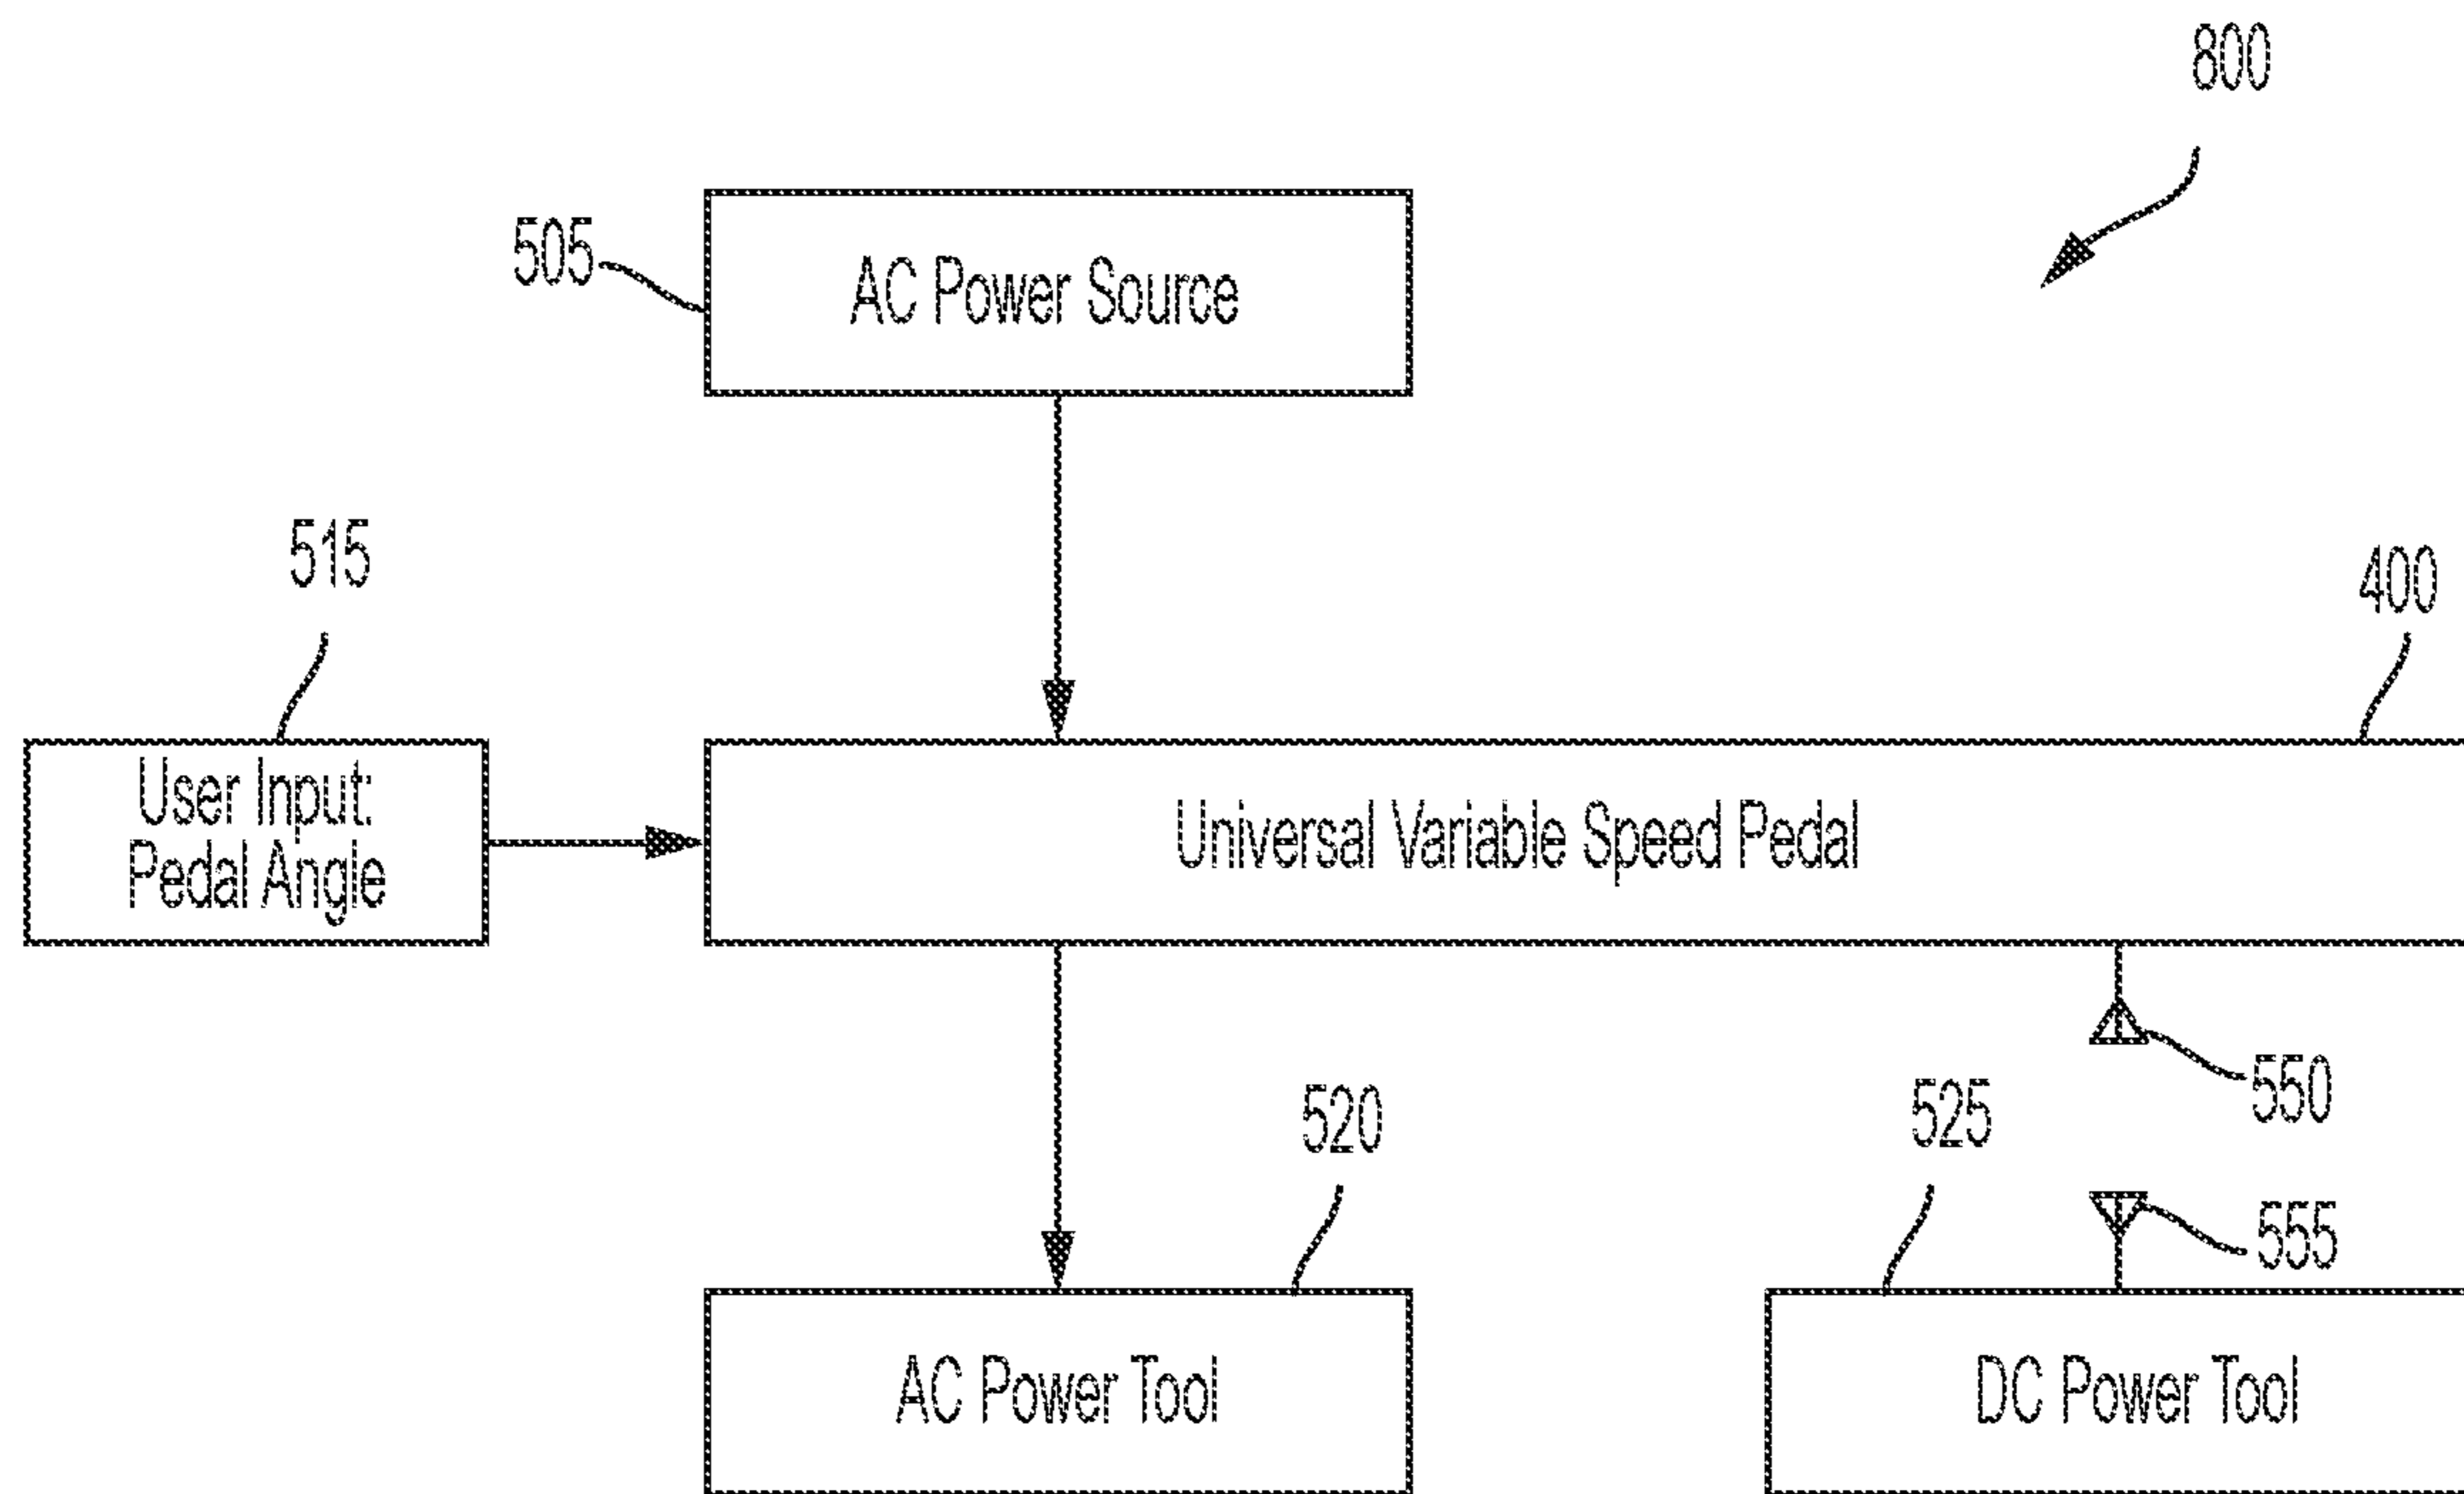 800
505
AC Power Source
515
400
User Input:
Pedal Angle
Universal Variable Speed Pedal
550
520
525
555
AC Power Tool
DC Power Tool